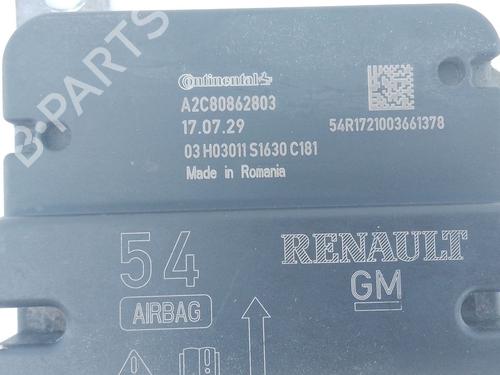 B-PARTS
Continental
A2C80862803
17.07.29
54R1721003661378
03 H03011 S1630 C181
Made in Romania
54
RENAULT
AIRBAG
GM